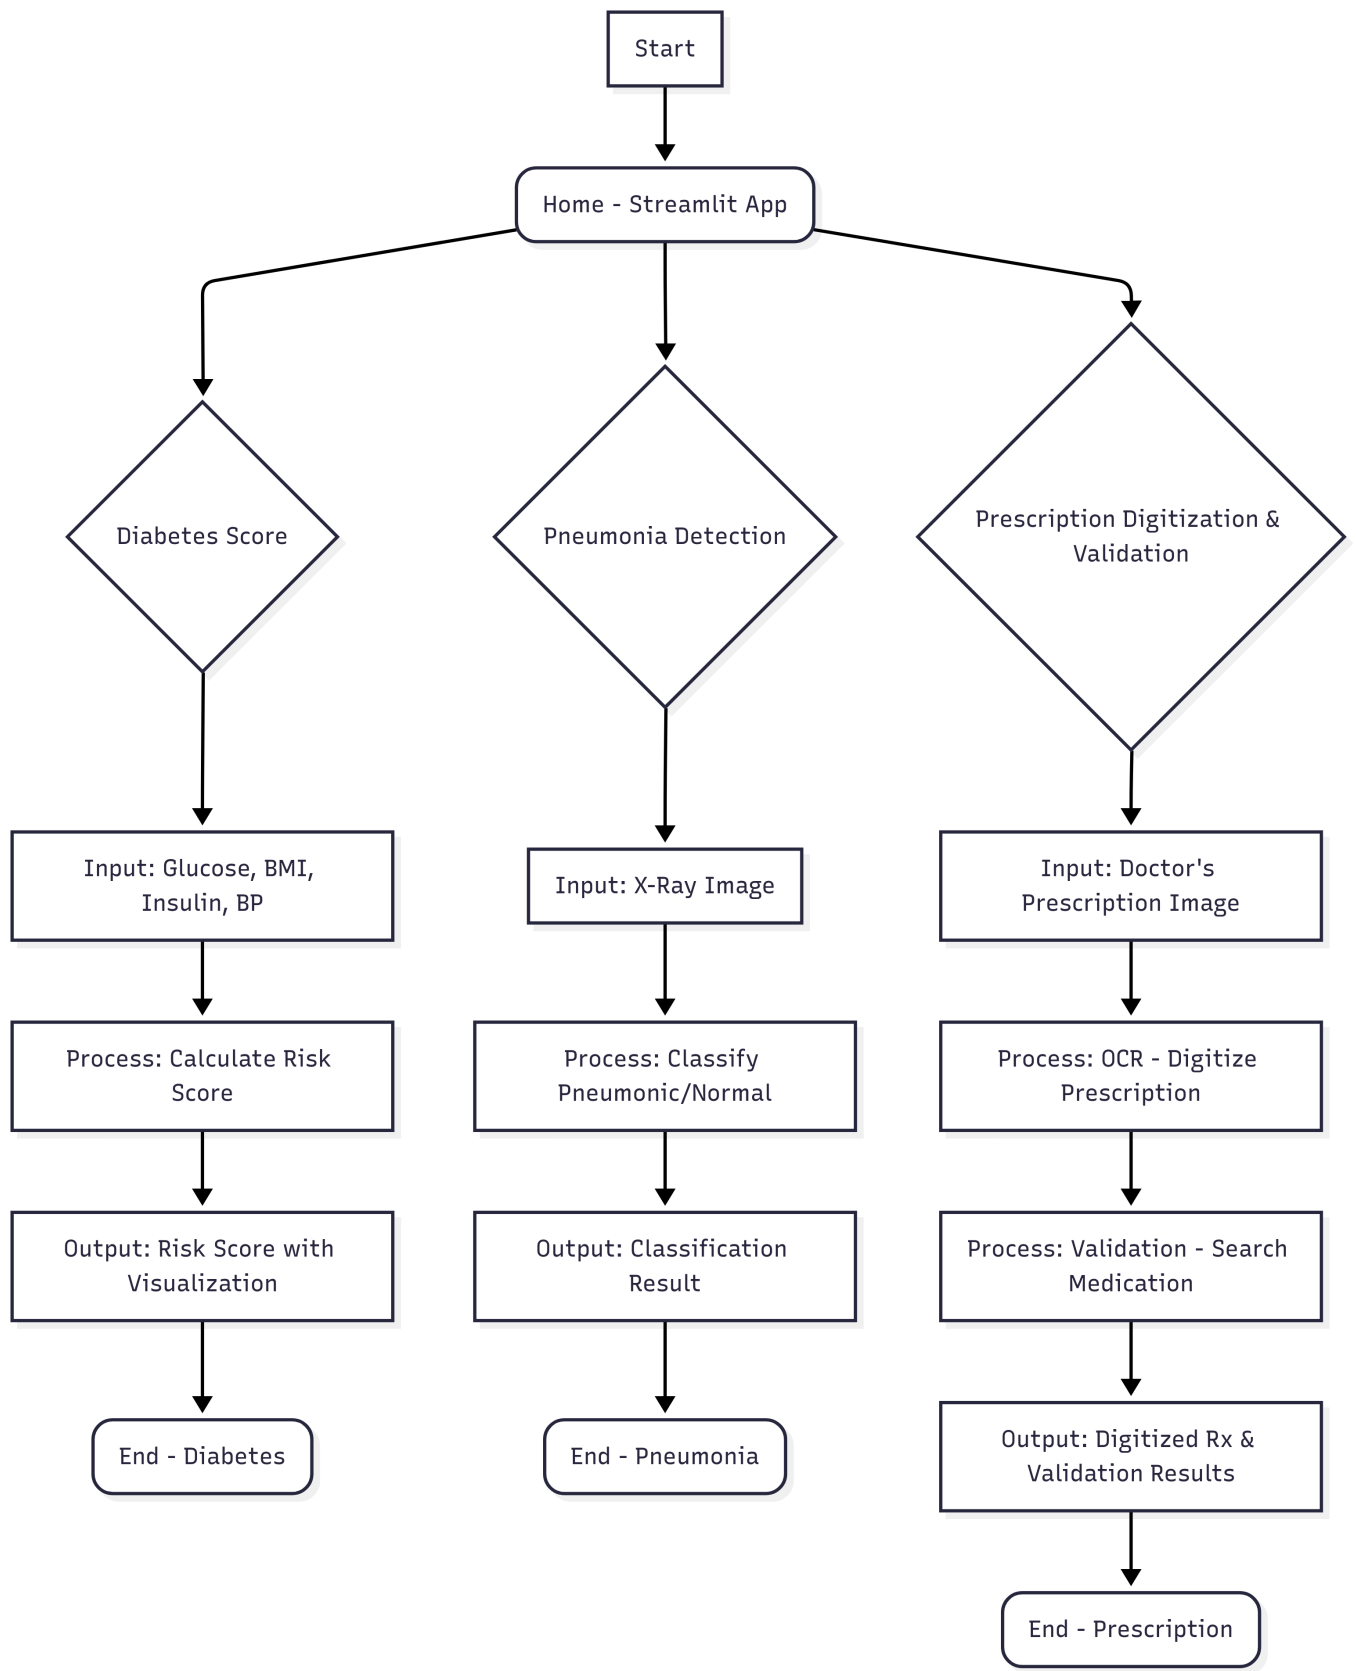 Start
Home - Streamlit App
Diabetes Score
Pneumonia Detection
Prescription Digitization &
Validation
Input: Glucose, BMI,
Insulin, BP
Input: X-Ray Image
Input: Doctor's
Prescription Image
Process: Calculate Risk
Score
Process: Classify
Pneumonic/Normal
Process: OCR - Digitize
Prescription
Output: Risk Score with
Visualization
Output: Classification
Result
Process: Validation - Search
Medication
End - Diabetes
End - Pneumonia
Output: Digitized Rx &
Validation Results
End - Prescription